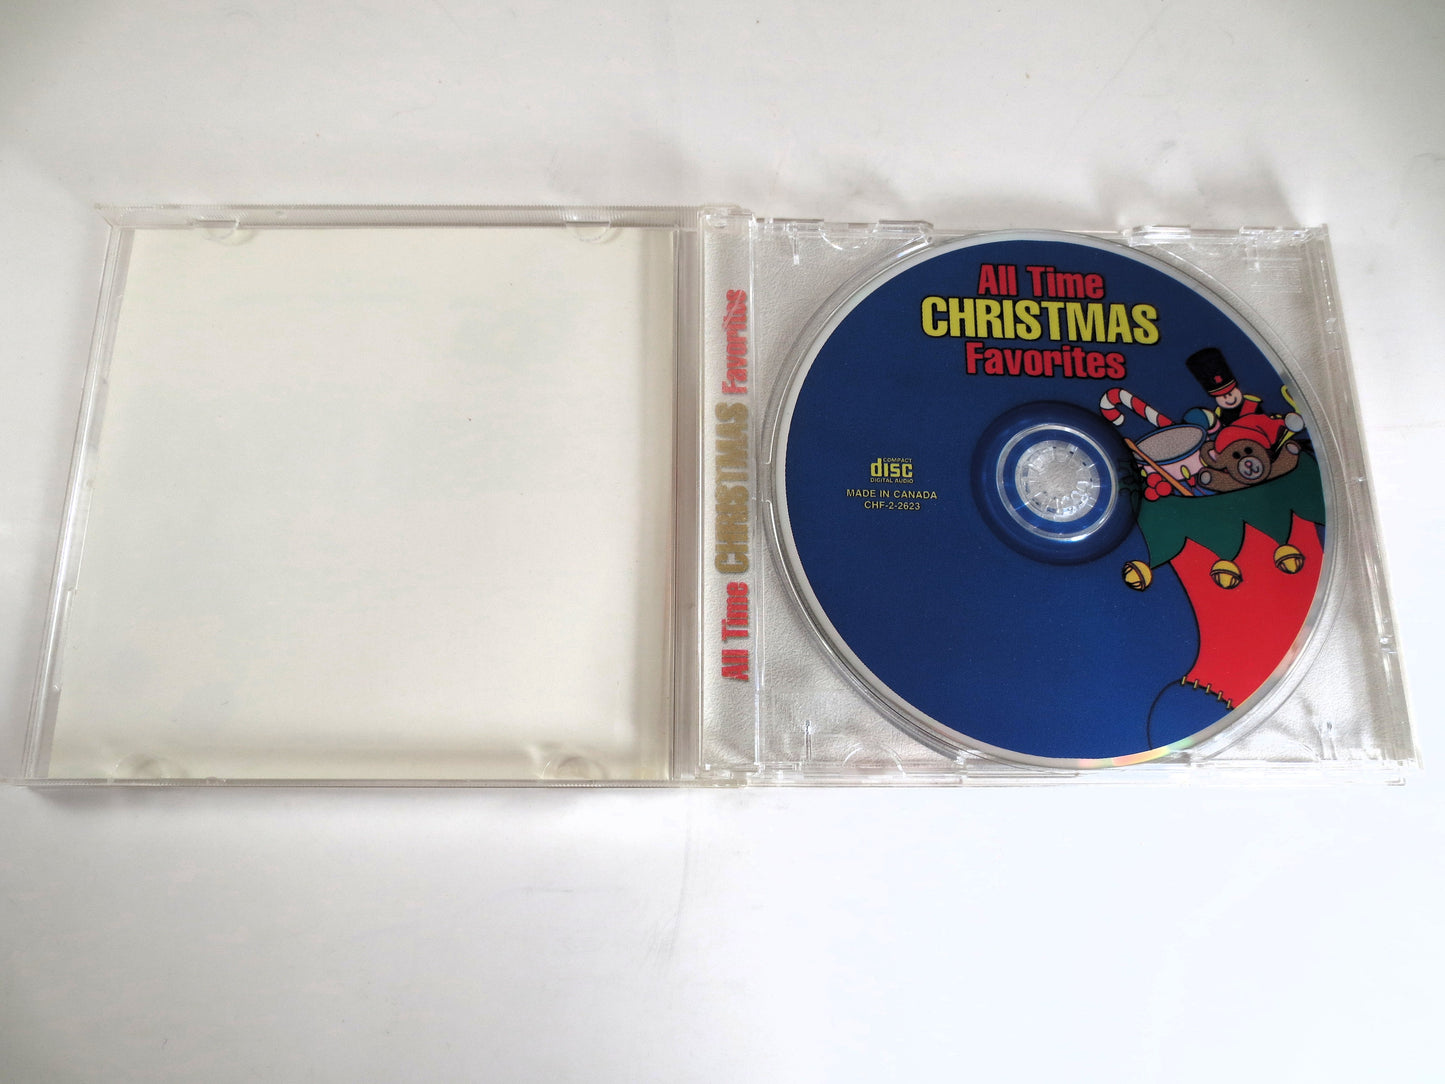 All Time CHRISTMAS Favorites
All Time
CHRISTMAS
Favorites
COMPACT
disc
DIGITAL AUDIO
MADE IN CANADA
CHF-2-2623